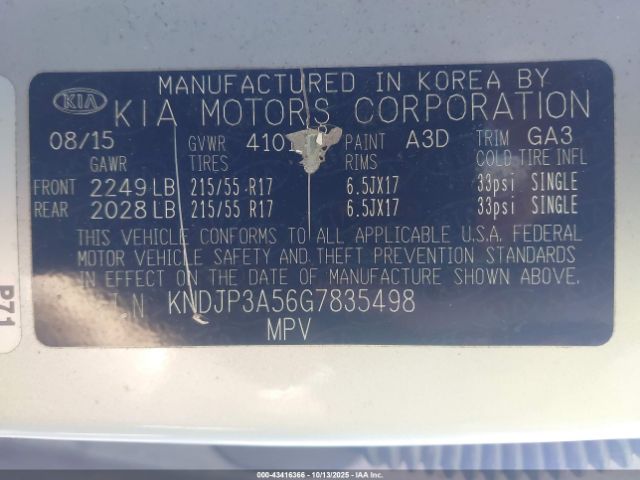 MANUFACTURED IN KOREA BY
KIA KIA MOTORS CORPORATION
08/15 GVWR PAINT A3D TRIM GA3
GAWR TIRES RIMS COLD TIRE INFL
FRONT 2249 LB 215/55 R17 6.5JX17 33psi SINGLE
REAR 2028 LB 215/55 R17 6.5JX17 33psi SINGLE
THIS VEHICLE CONFORMS TO ALL APPLICABLE U.S.A. FEDERAL
MOTOR VEHICLE SAFETY AND THEFT PREVENTION STANDARDS
IN EFFECT ON THE DATE OF MANUFACTURE SHOWN ABOVE.
KNDJP3A56G7835498
MPV
P71
000-43416366 - 10/13/2025 - IAA Inc.